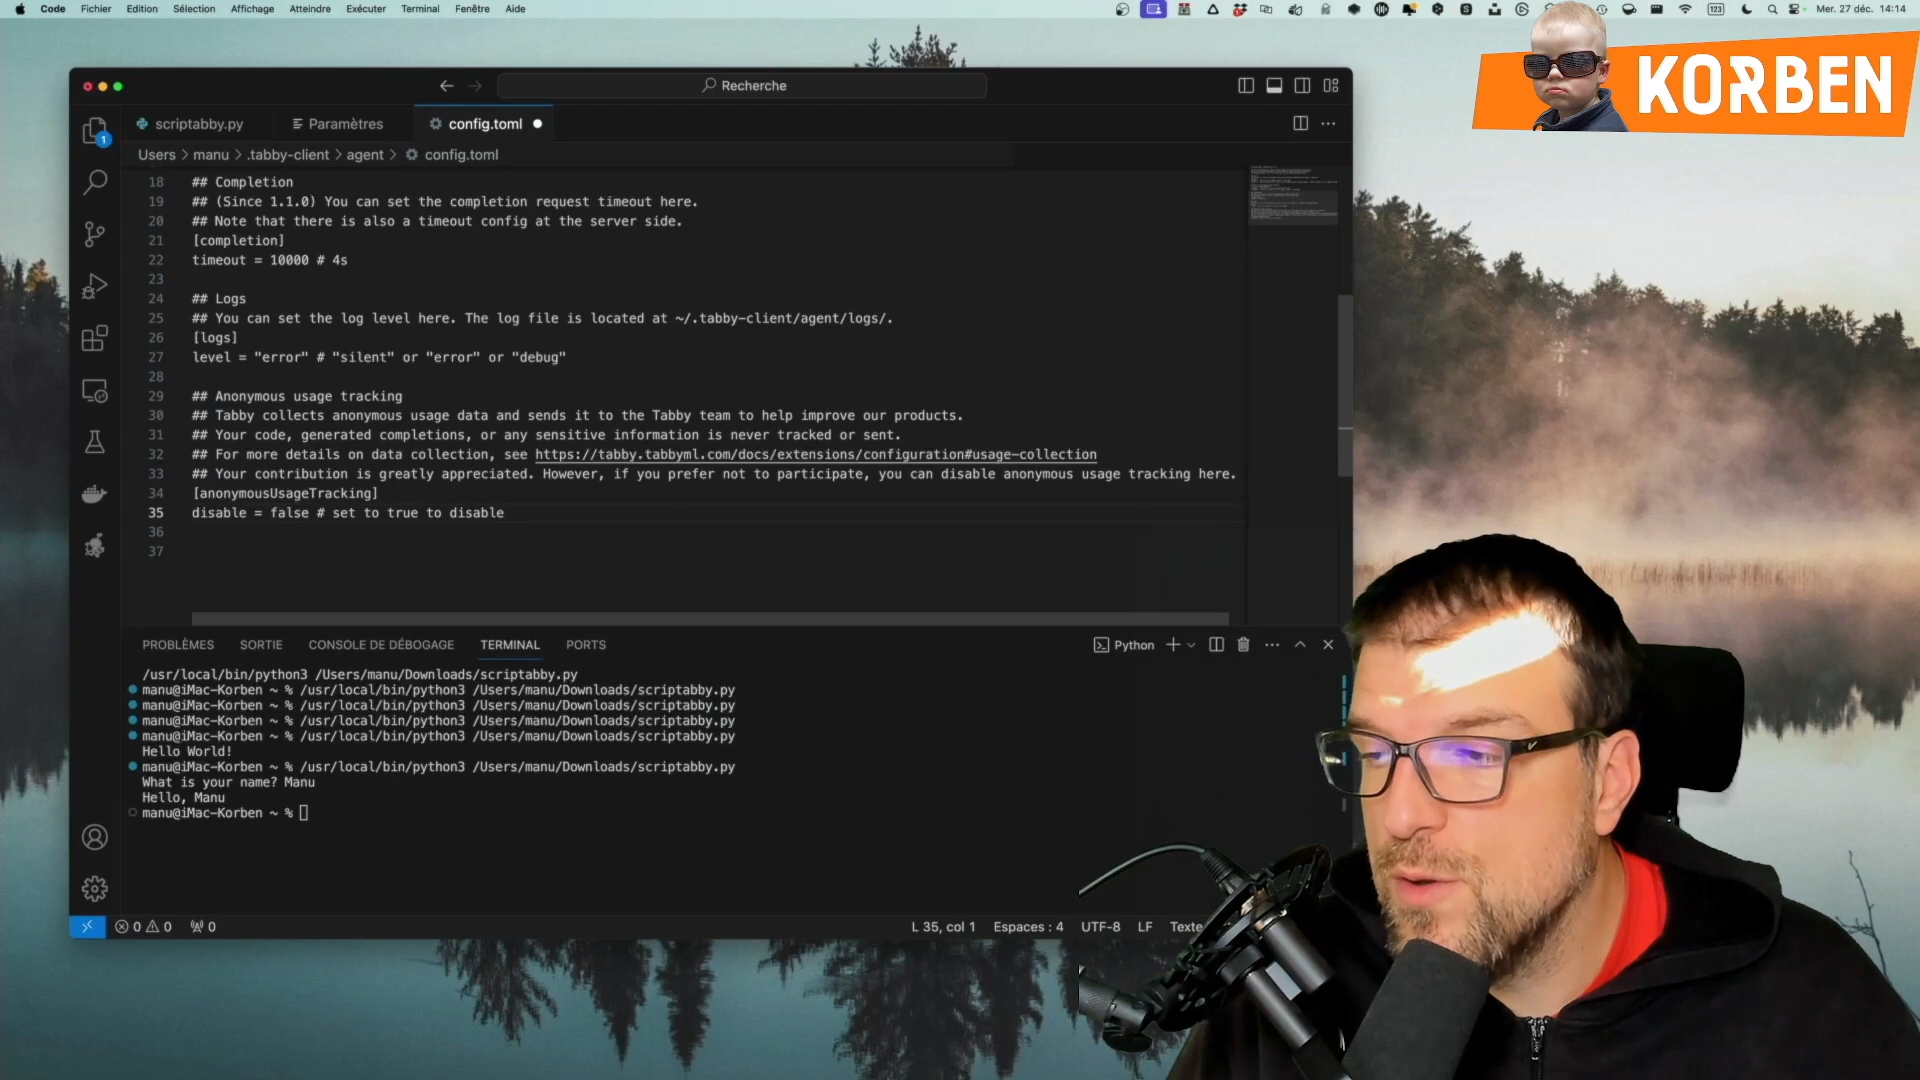 Code Fichier Edition Sélection Affichage Atteindre Exécuter Terminal Fenêtre Aide
123 Mer. 27 déc. 14:14
KORBEN
Recherche
scriptabby.py Paramètres config.toml
1
Users > manu > .tabby-client > agent > config.toml
18 ## Completion
19 ## (Since 1.1.0) You can set the completion request timeout here.
20 ## Note that there is also a timeout config at the server side.
21 [completion]
22 timeout = 10000 # 4s
23
24 ## Logs
25 ## You can set the log level here. The log file is located at ~/.tabby-client/agent/logs/.
26 [logs]
27 level = "error" # "silent" or "error" or "debug"
28
29 ## Anonymous usage tracking
30 ## Tabby collects anonymous usage data and sends it to the Tabby team to help improve our products.
31 ## Your code, generated completions, or any sensitive information is never tracked or sent.
32 ## For more details on data collection, see https://tabby.tabbyml.com/docs/extensions/configuration#usage-collection
33 ## Your contribution is greatly appreciated. However, if you prefer not to participate, you can disable anonymous usage tracking here.
34 [anonymousUsageTracking]
35 disable = false # set to true to disable
36
37
PROBLÈMES SORTIE CONSOLE DE DÉBOGAGE TERMINAL PORTS
Python
/usr/local/bin/python3 /Users/manu/Downloads/scriptabby.py
manu@iMac-Korben ~ % /usr/local/bin/python3 /Users/manu/Downloads/scriptabby.py
manu@iMac-Korben ~ % /usr/local/bin/python3 /Users/manu/Downloads/scriptabby.py
manu@iMac-Korben ~ % /usr/local/bin/python3 /Users/manu/Downloads/scriptabby.py
manu@iMac-Korben ~ % /usr/local/bin/python3 /Users/manu/Downloads/scriptabby.py
Hello World!
manu@iMac-Korben ~ % /usr/local/bin/python3 /Users/manu/Downloads/scriptabby.py
What is your name? Manu
Hello, Manu
manu@iMac-Korben ~ %
0 0 0 L 35, col 1 Espaces : 4 UTF-8 LF Texte